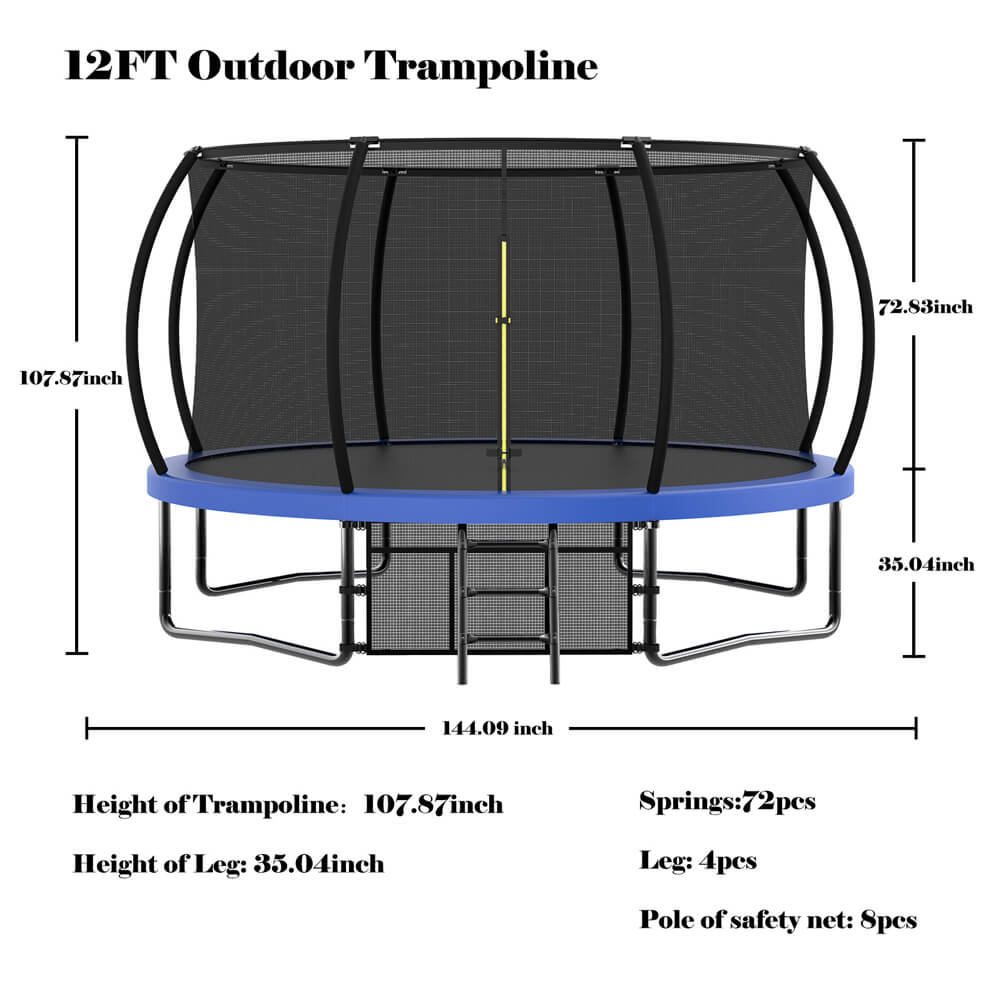 12FT Outdoor Trampoline
72.83inch
107.87inch
35.04inch
144.09 inch
Height of Trampoline：107.87inch
Height of Leg: 35.04inch
Springs:72pcs
Leg: 4pcs
Pole of safety net: 8pcs